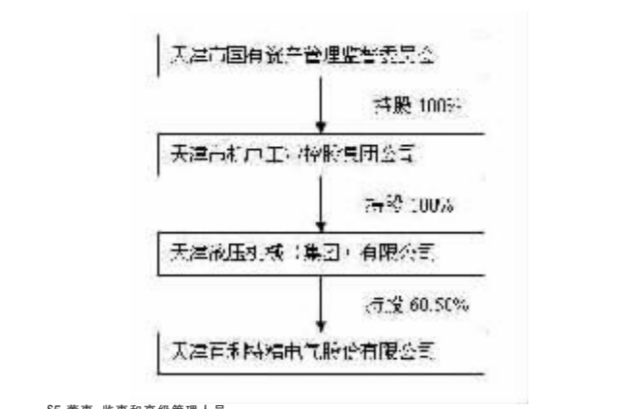 天津市国有资产管理监督委员会
持股 100%
天津市机电工业控股集团公司
持股 100%
天津液压机械（集团）有限公司
持股 60.50%
天津百利特精电气股份有限公司